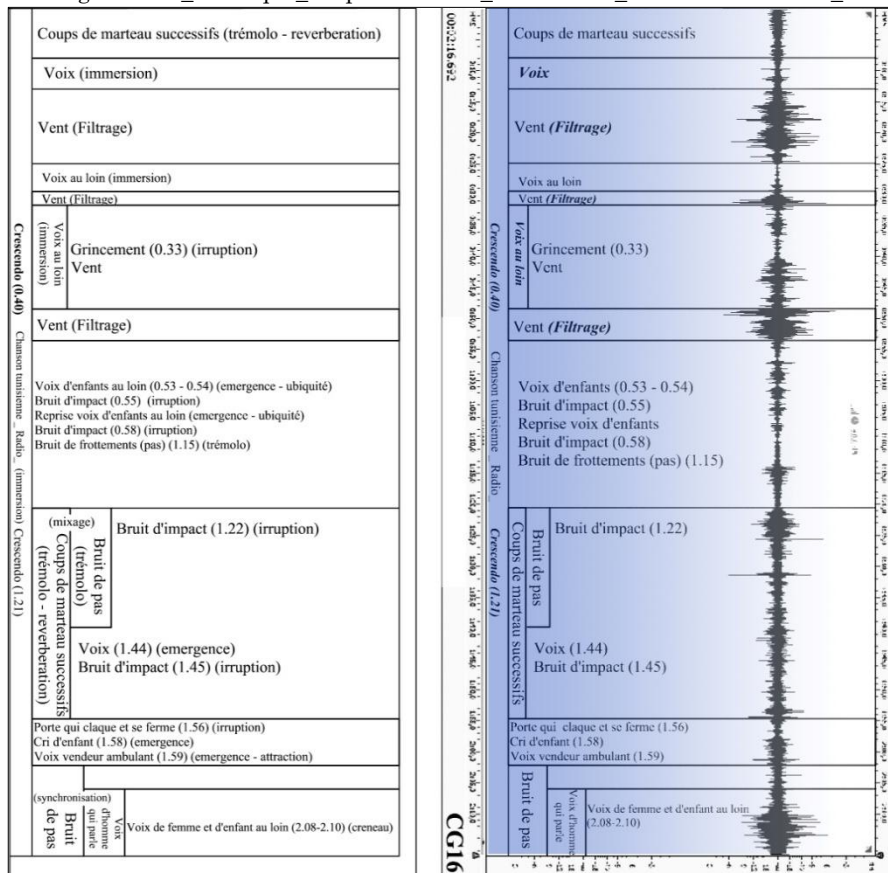 Coups de marteau successifs (trémolo - reverberation)
Voix (immersion)
Vent (Filtrage)
Voix au loin (immersion)
Vent (Filtrage)
Voix au loin
(immersion)
Grincement (0.33) (irruption)
Vent
Vent (Filtrage)
Crescendo (0.40)
Chanson tunisienne _ Radio_ (immersion) Crescendo (1.21)
Voix d'enfants au loin (0.53 - 0.54) (emergence - ubiquité)
Bruit d'impact (0.55) (irruption)
Reprise voix d'enfants au loin (emergence - ubiquité)
Bruit d'impact (0.58) (irruption)
Bruit de frottements (pas) (1.15) (trémolo)
(mixage)
Bruit de pas
(trémolo)
Coups de marteau successifs
(trémolo - reverberation)
Bruit d'impact (1.22) (irruption)
Voix (1.44) (emergence)
Bruit d'impact (1.45) (irruption)
Porte qui claque et se ferme (1.56) (irruption)
Cri d'enfant (1.58) (emergence)
Voix vendeur ambulant (1.59) (emergence - attraction)
(synchronisation)
Bruit
de pas
Voix
d'homme
qui parle
Voix de femme et d'enfant au loin (2.08-2.10) (creneau)
00:02:16.692
CG16
Coups de marteau successifs
Voix
Vent (Filtrage)
Voix au loin
Vent (Filtrage)
Voix au loin
Grincement (0.33)
Vent
Vent (Filtrage)
Crescendo (0.40)
Chanson tunisienne _ Radio_
Crescendo (1.21)
Voix d'enfants (0.53 - 0.54)
Bruit d'impact (0.55)
Reprise voix d'enfants
Bruit d'impact (0.58)
Bruit de frottements (pas) (1.15)
Bruit de pas
Coups de marteau successifs
Bruit d'impact (1.22)
Voix (1.44)
Bruit d'impact (1.45)
Porte qui claque et se ferme (1.56)
Cri d'enfant (1.58)
Voix vendeur ambulant (1.59)
Bruit de pas
Voix d'homme
qui parle
Voix de femme et d'enfant au loin
(2.08-2.10)